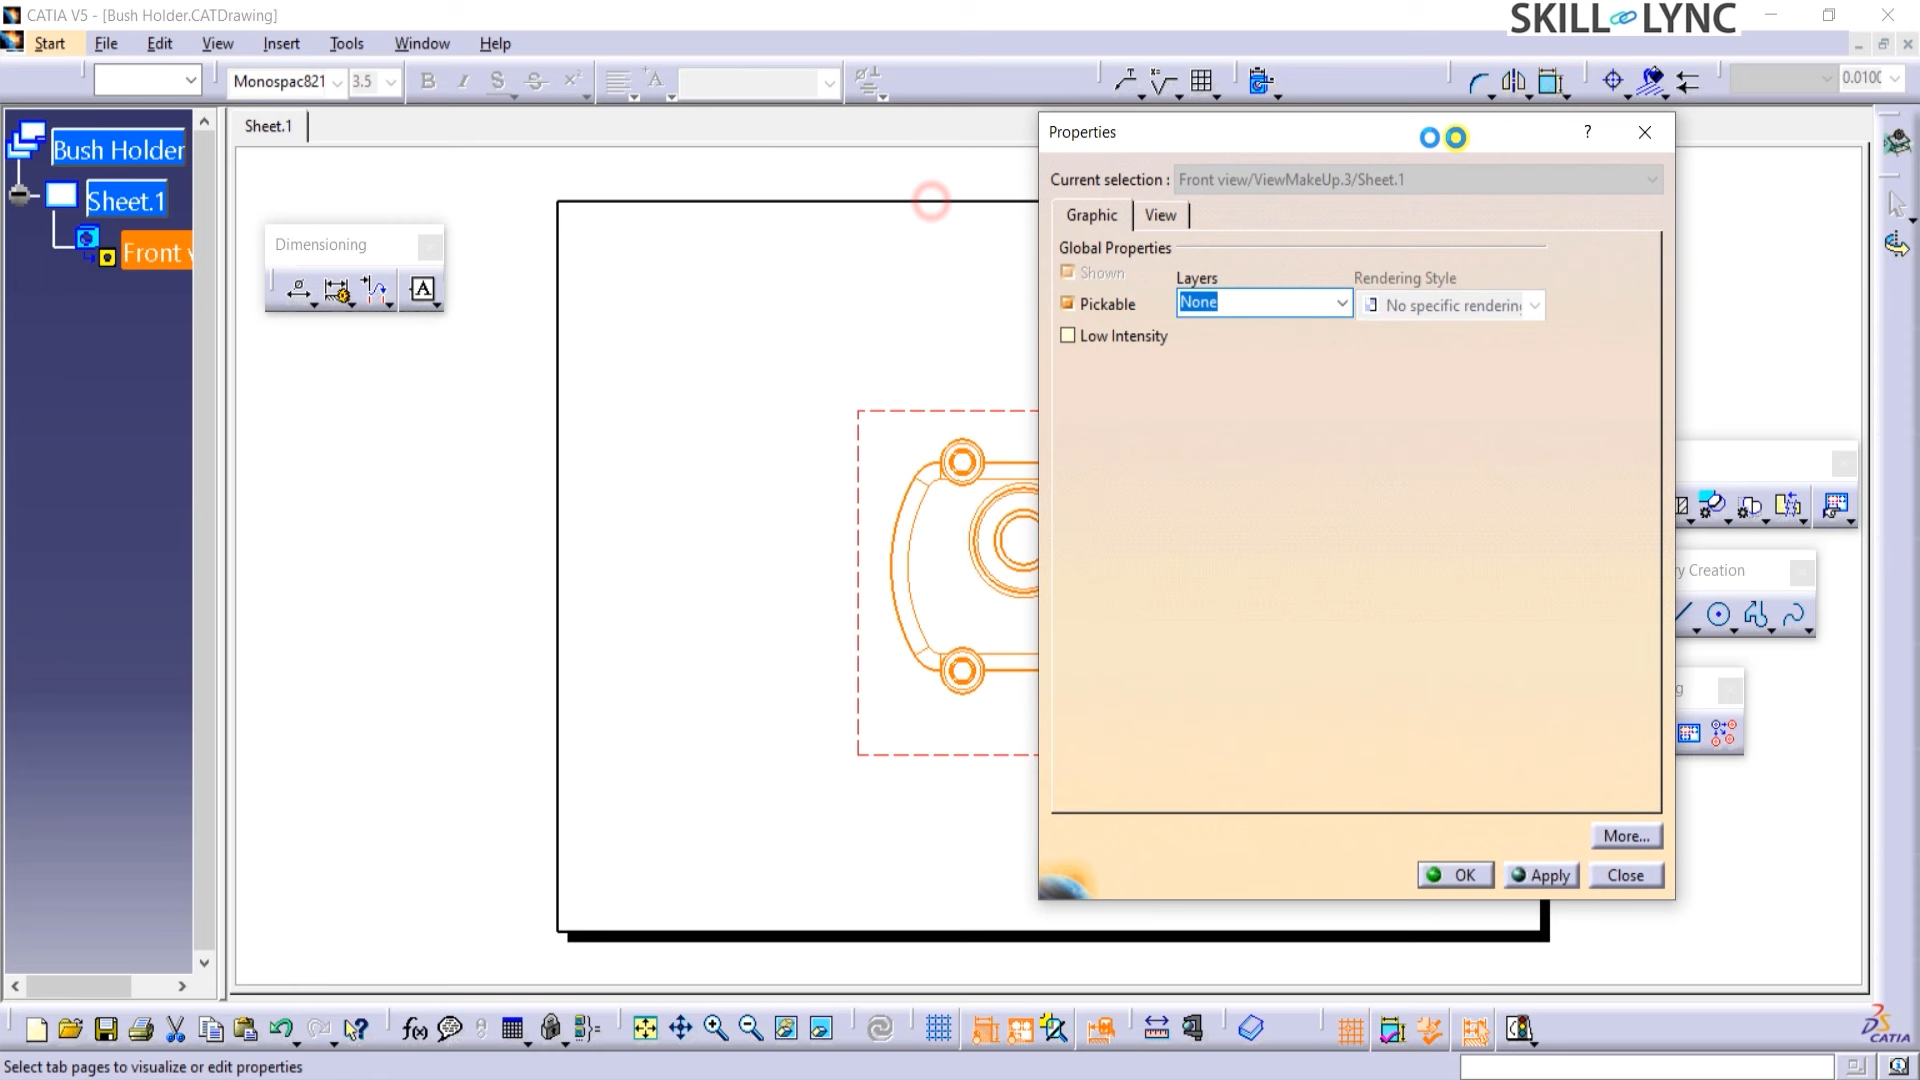 CATIA V5 - [Bush Holder.CATDrawing]
SKILL LYNC
Start File Edit View Insert Tools Window Help
Monospac821 3.5
0.010
Sheet.1
Bush Holder
Sheet.1
Front v
Dimensioning
A
Properties
?
Current selection : Front view/ViewMakeUp.3/Sheet.1
Graphic View
Global Properties
Shown
Layers
Rendering Style
Pickable
None
No specific rendering
Low Intensity
ry Creation
g
More...
OK Apply Close
f(x)
CATIA
Select tab pages to visualize or edit properties